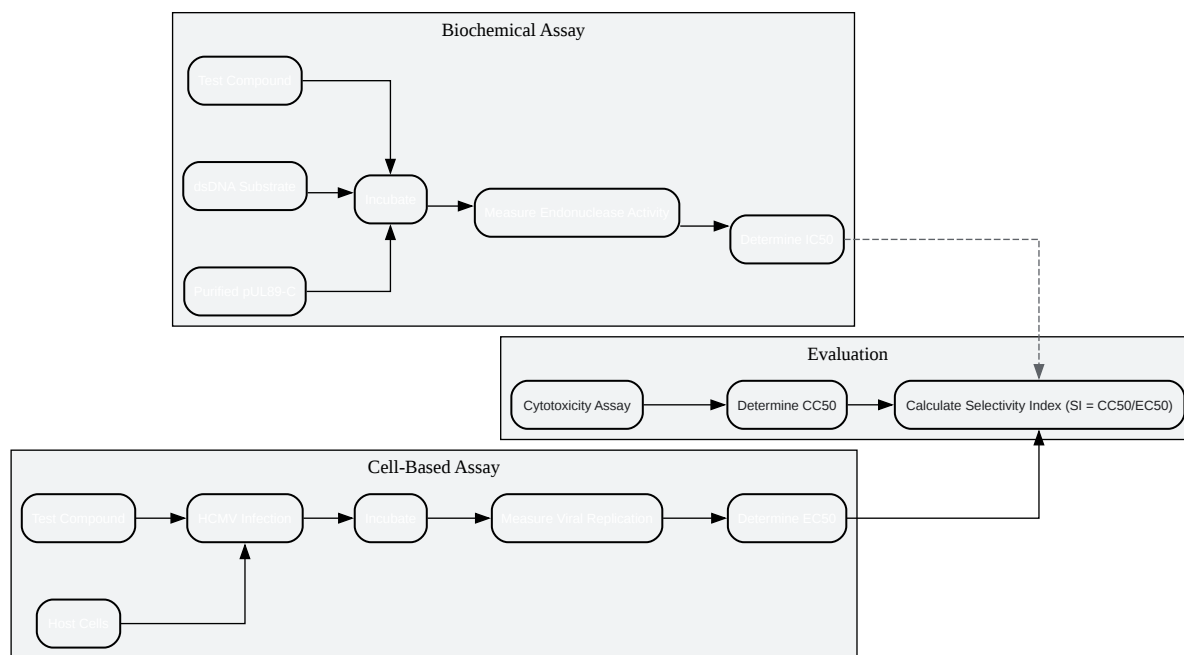 Biochemical Assay
Test Compound
dsDNA Substrate
Incubate
Measure Endonuclease Activity
Determine IC50
Purified pUL89-C
Evaluation
Cytotoxicity Assay
Determine CC50
Calculate Selectivity Index (SI = CC50/EC50)
Cell-Based Assay
Test Compound
HCMV Infection
Incubate
Measure Viral Replication
Determine EC50
Host Cells